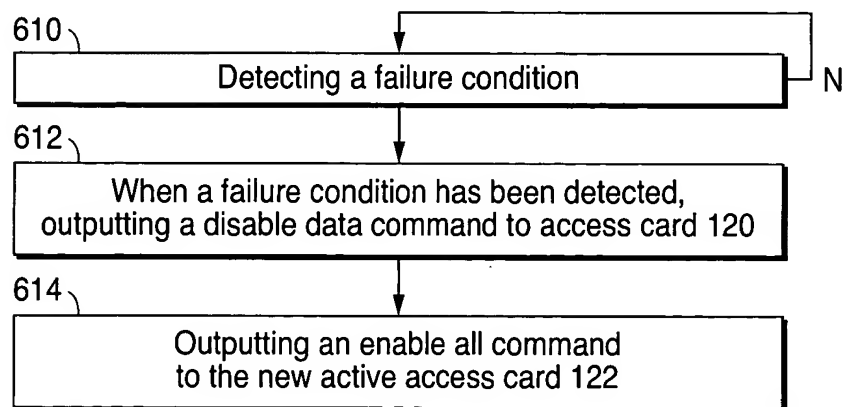 610
Detecting a failure condition
N
612
When a failure condition has been detected,
outputting a disable data command to access card 120
614
Outputting an enable all command
to the new active access card 122